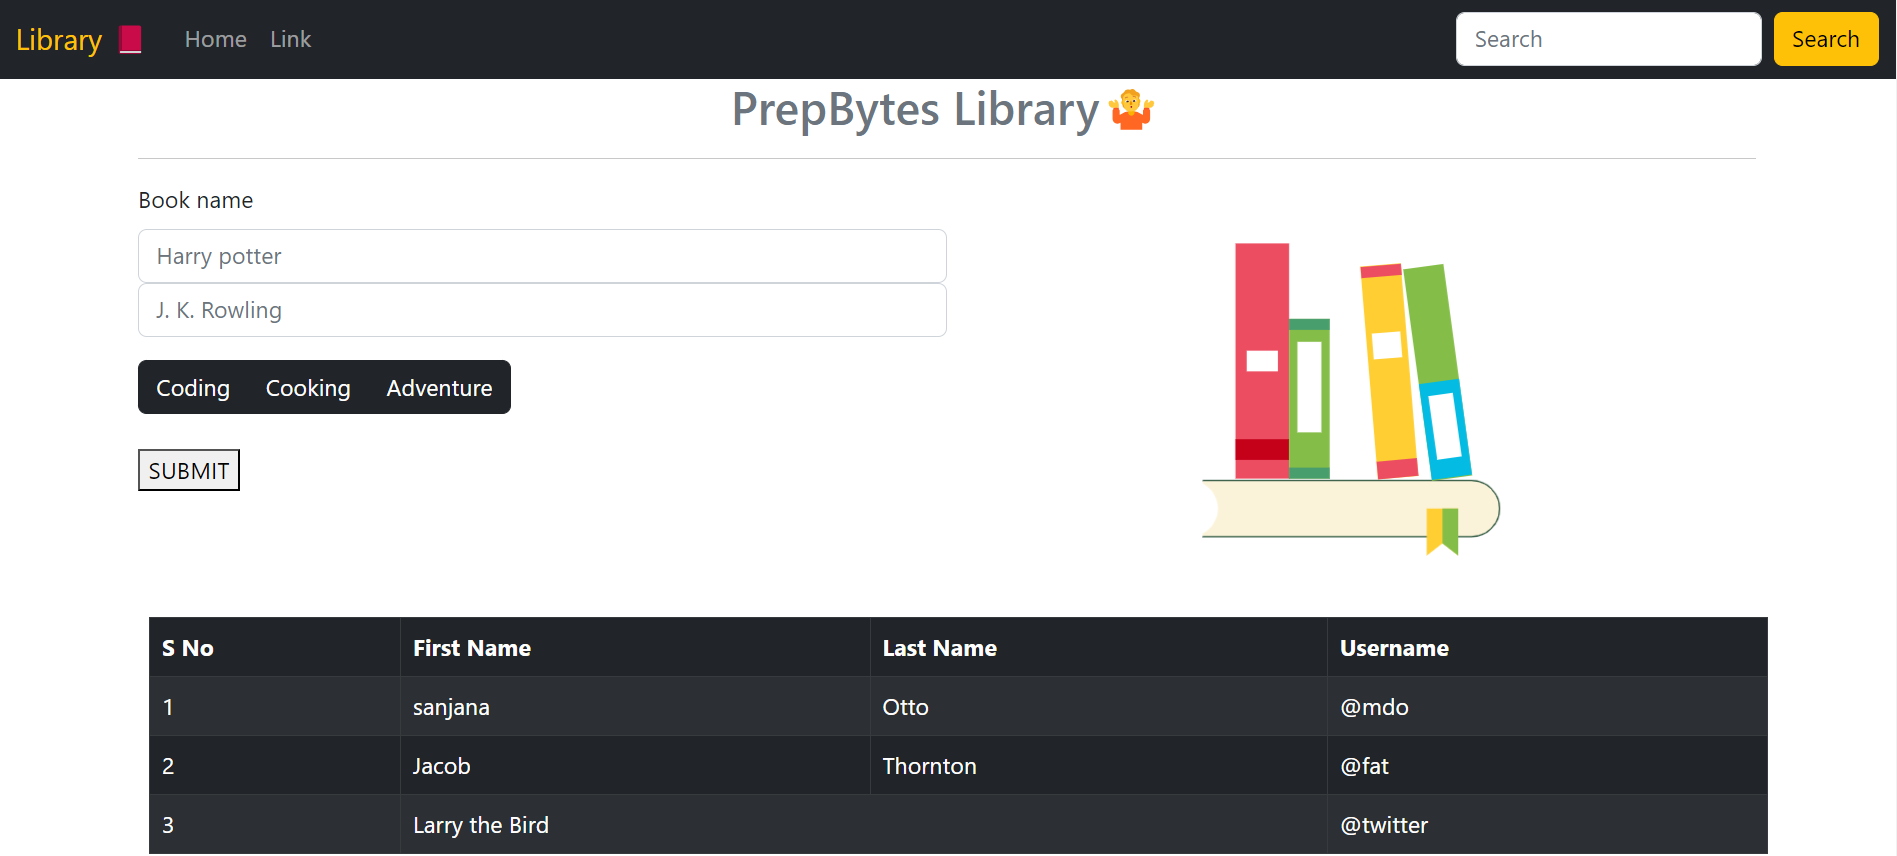 Library Home Link Search Search
PrepBytes Library
Book name
Harry potter
J. K. Rowling
Coding Cooking Adventure
SUBMIT
S No First Name Last Name Username
1 sanjana Otto @mdo
2 Jacob Thornton @fat
3 Larry the Bird @twitter